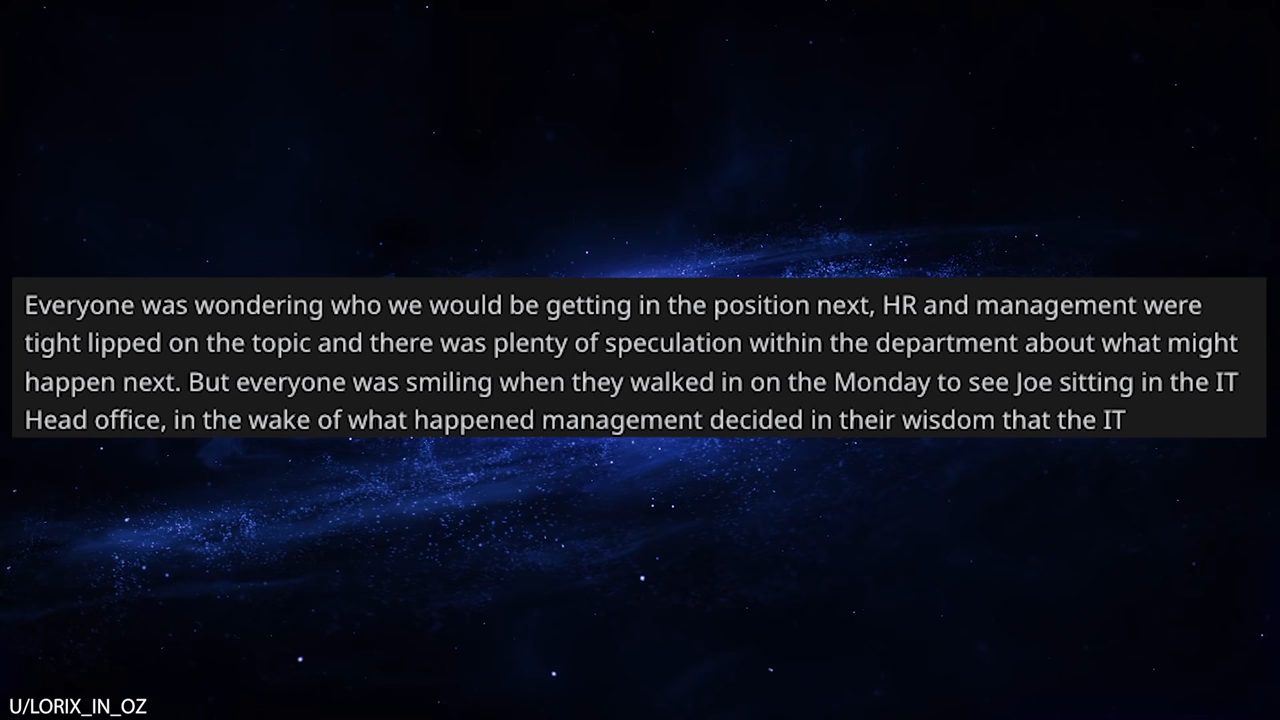 Everyone was wondering who we would be getting in the position next, HR and management were
tight lipped on the topic and there was plenty of speculation within the department about what might
happen next. But everyone was smiling when they walked in on the Monday to see Joe sitting in the IT
Head office, in the wake of what happened management decided in their wisdom that the IT
U/LORIX_IN_OZ